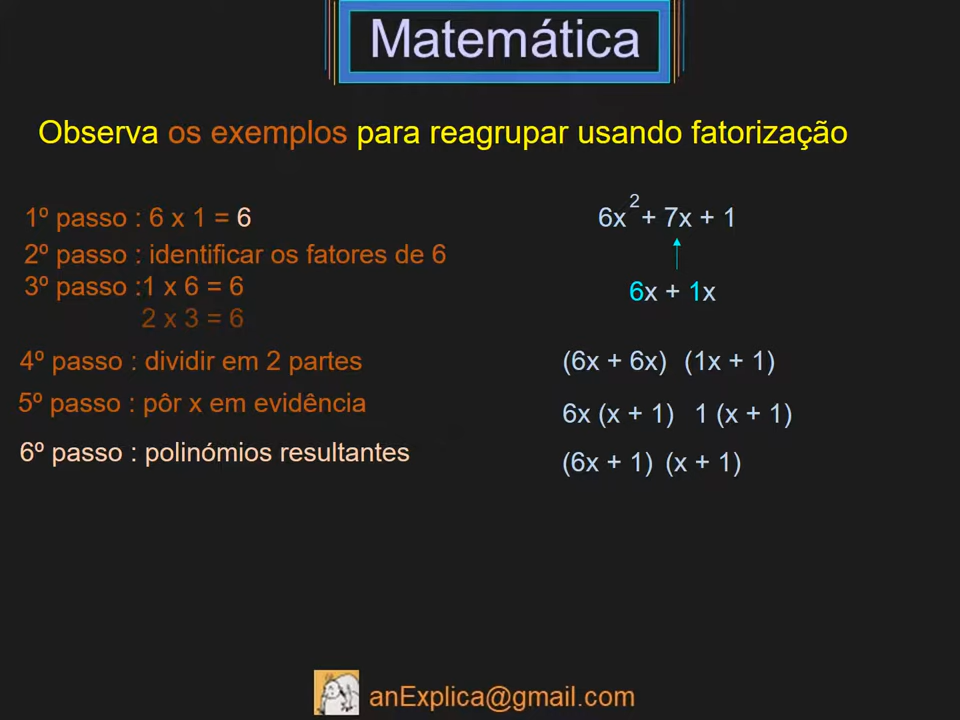 Matemática
Observa os exemplos para reagrupar usando fatorização
1º passo : 6 x 1 = 6
6x² + 7x + 1
2º passo : identificar os fatores de 6
3º passo :1 x 6 = 6
6x + 1x
2 x 3 = 6
4º passo : dividir em 2 partes
(6x + 6x) (1x + 1)
5º passo : pôr x em evidência
6x (x + 1) 1 (x + 1)
6º passo : polinómios resultantes
(6x + 1) (x + 1)
anExplica@gmail.com